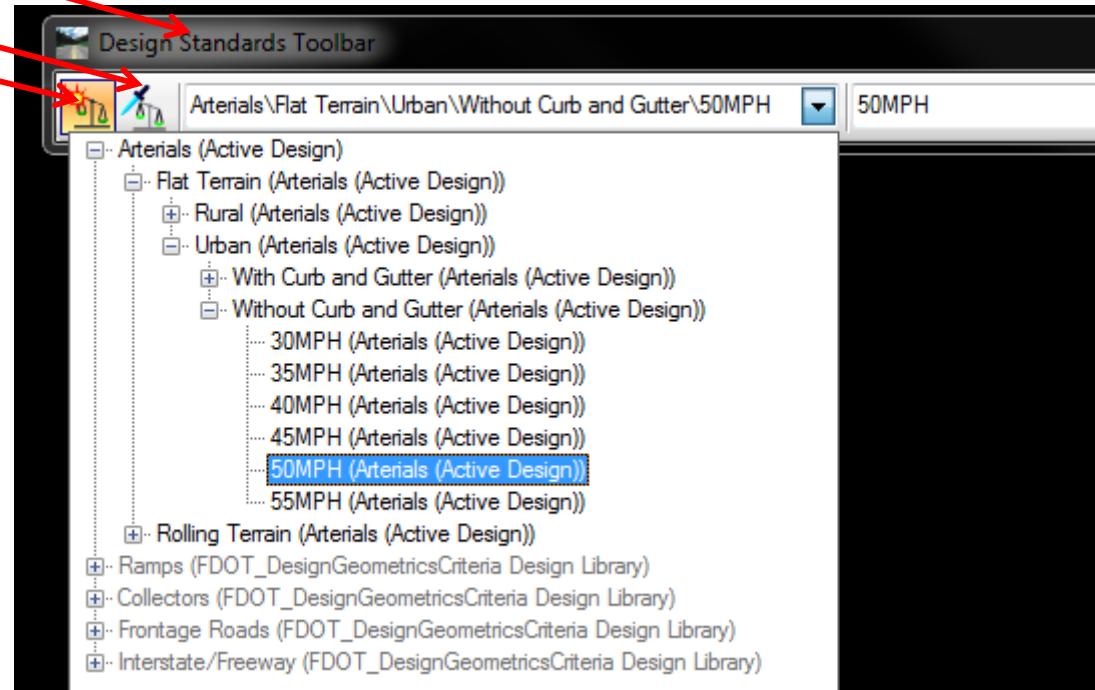 Design Standards Toolbar
Arterials\Flat Terrain\Urban\Without Curb and Gutter\50MPH 50MPH
Arterials (Active Design)
Flat Terrain (Arterials (Active Design))
Rural (Arterials (Active Design))
Urban (Arterials (Active Design))
With Curb and Gutter (Arterials (Active Design))
Without Curb and Gutter (Arterials (Active Design))
30MPH (Arterials (Active Design))
35MPH (Arterials (Active Design))
40MPH (Arterials (Active Design))
45MPH (Arterials (Active Design))
50MPH (Arterials (Active Design))
55MPH (Arterials (Active Design))
Rolling Terrain (Arterials (Active Design))
Ramps (FDOT_DesignGeometricsCriteria Design Library)
Collectors (FDOT_DesignGeometricsCriteria Design Library)
Frontage Roads (FDOT_DesignGeometricsCriteria Design Library)
Interstate/Freeway (FDOT_DesignGeometricsCriteria Design Library)